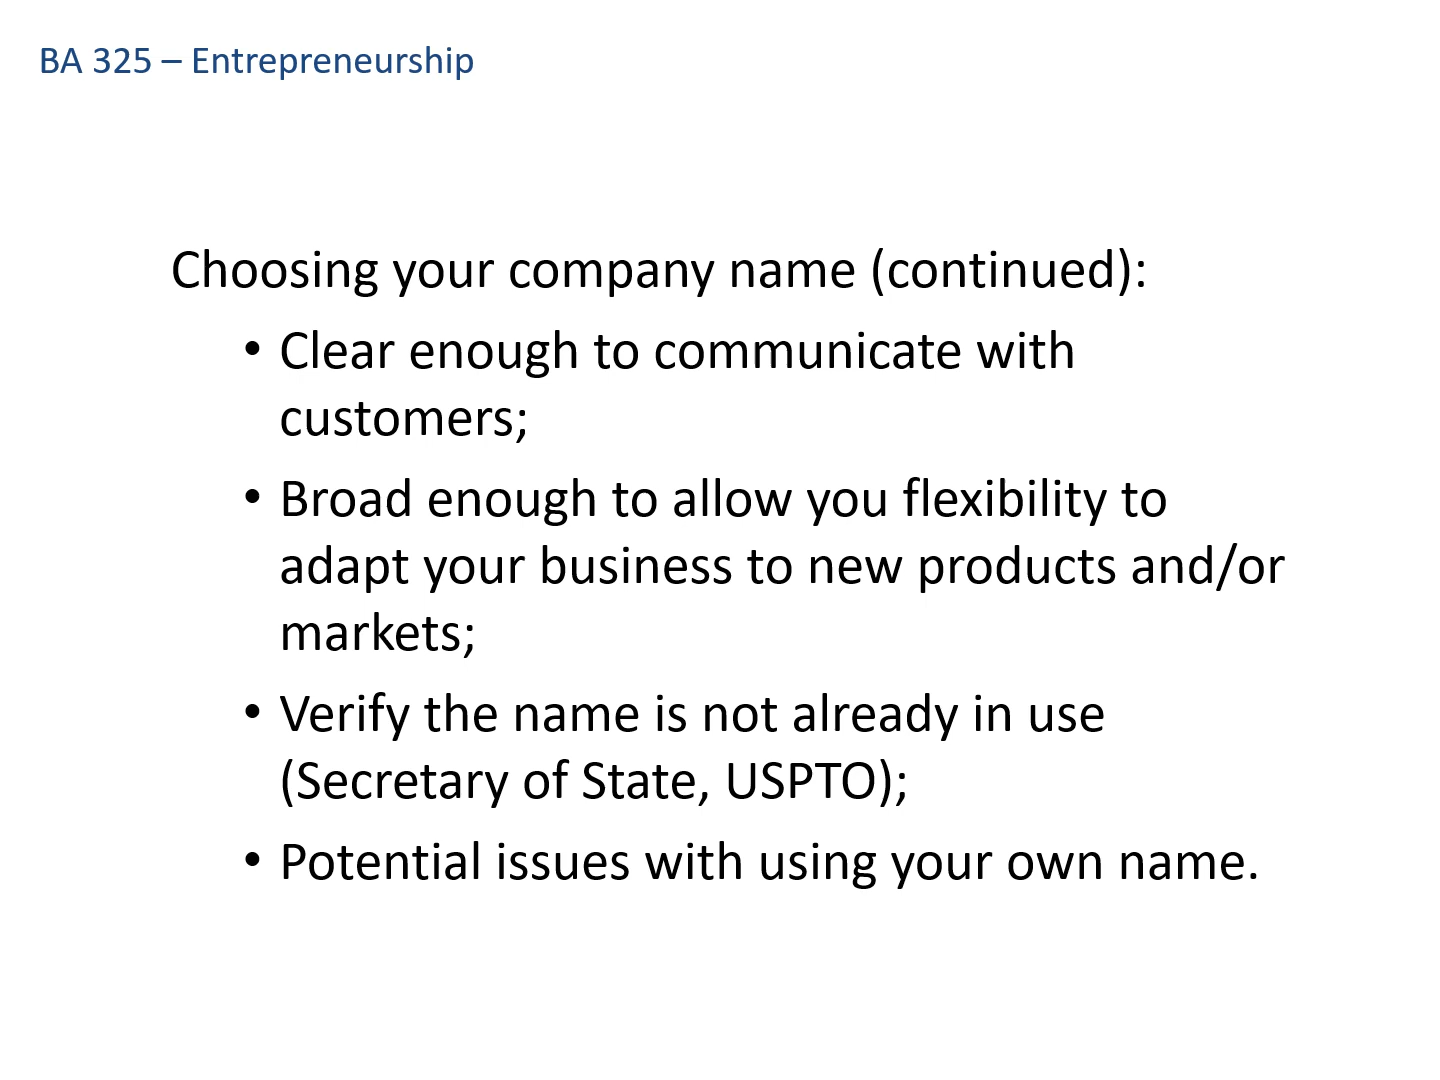 BA 325 – Entrepreneurship
Choosing your company name (continued):
• Clear enough to communicate with
customers;
• Broad enough to allow you flexibility to
adapt your business to new products and/or
markets;
• Verify the name is not already in use
(Secretary of State, USPTO);
• Potential issues with using your own name.